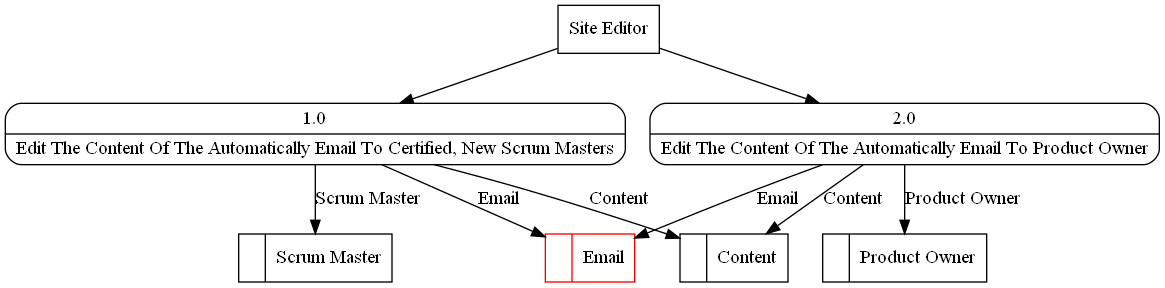 Site Editor
1.0
Edit The Content Of The Automatically Email To Certified, New Scrum Masters
2.0
Edit The Content Of The Automatically Email To Product Owner
Scrum Master
Email
Content
Email
Content
Product Owner
Scrum Master
Email
Content
Product Owner